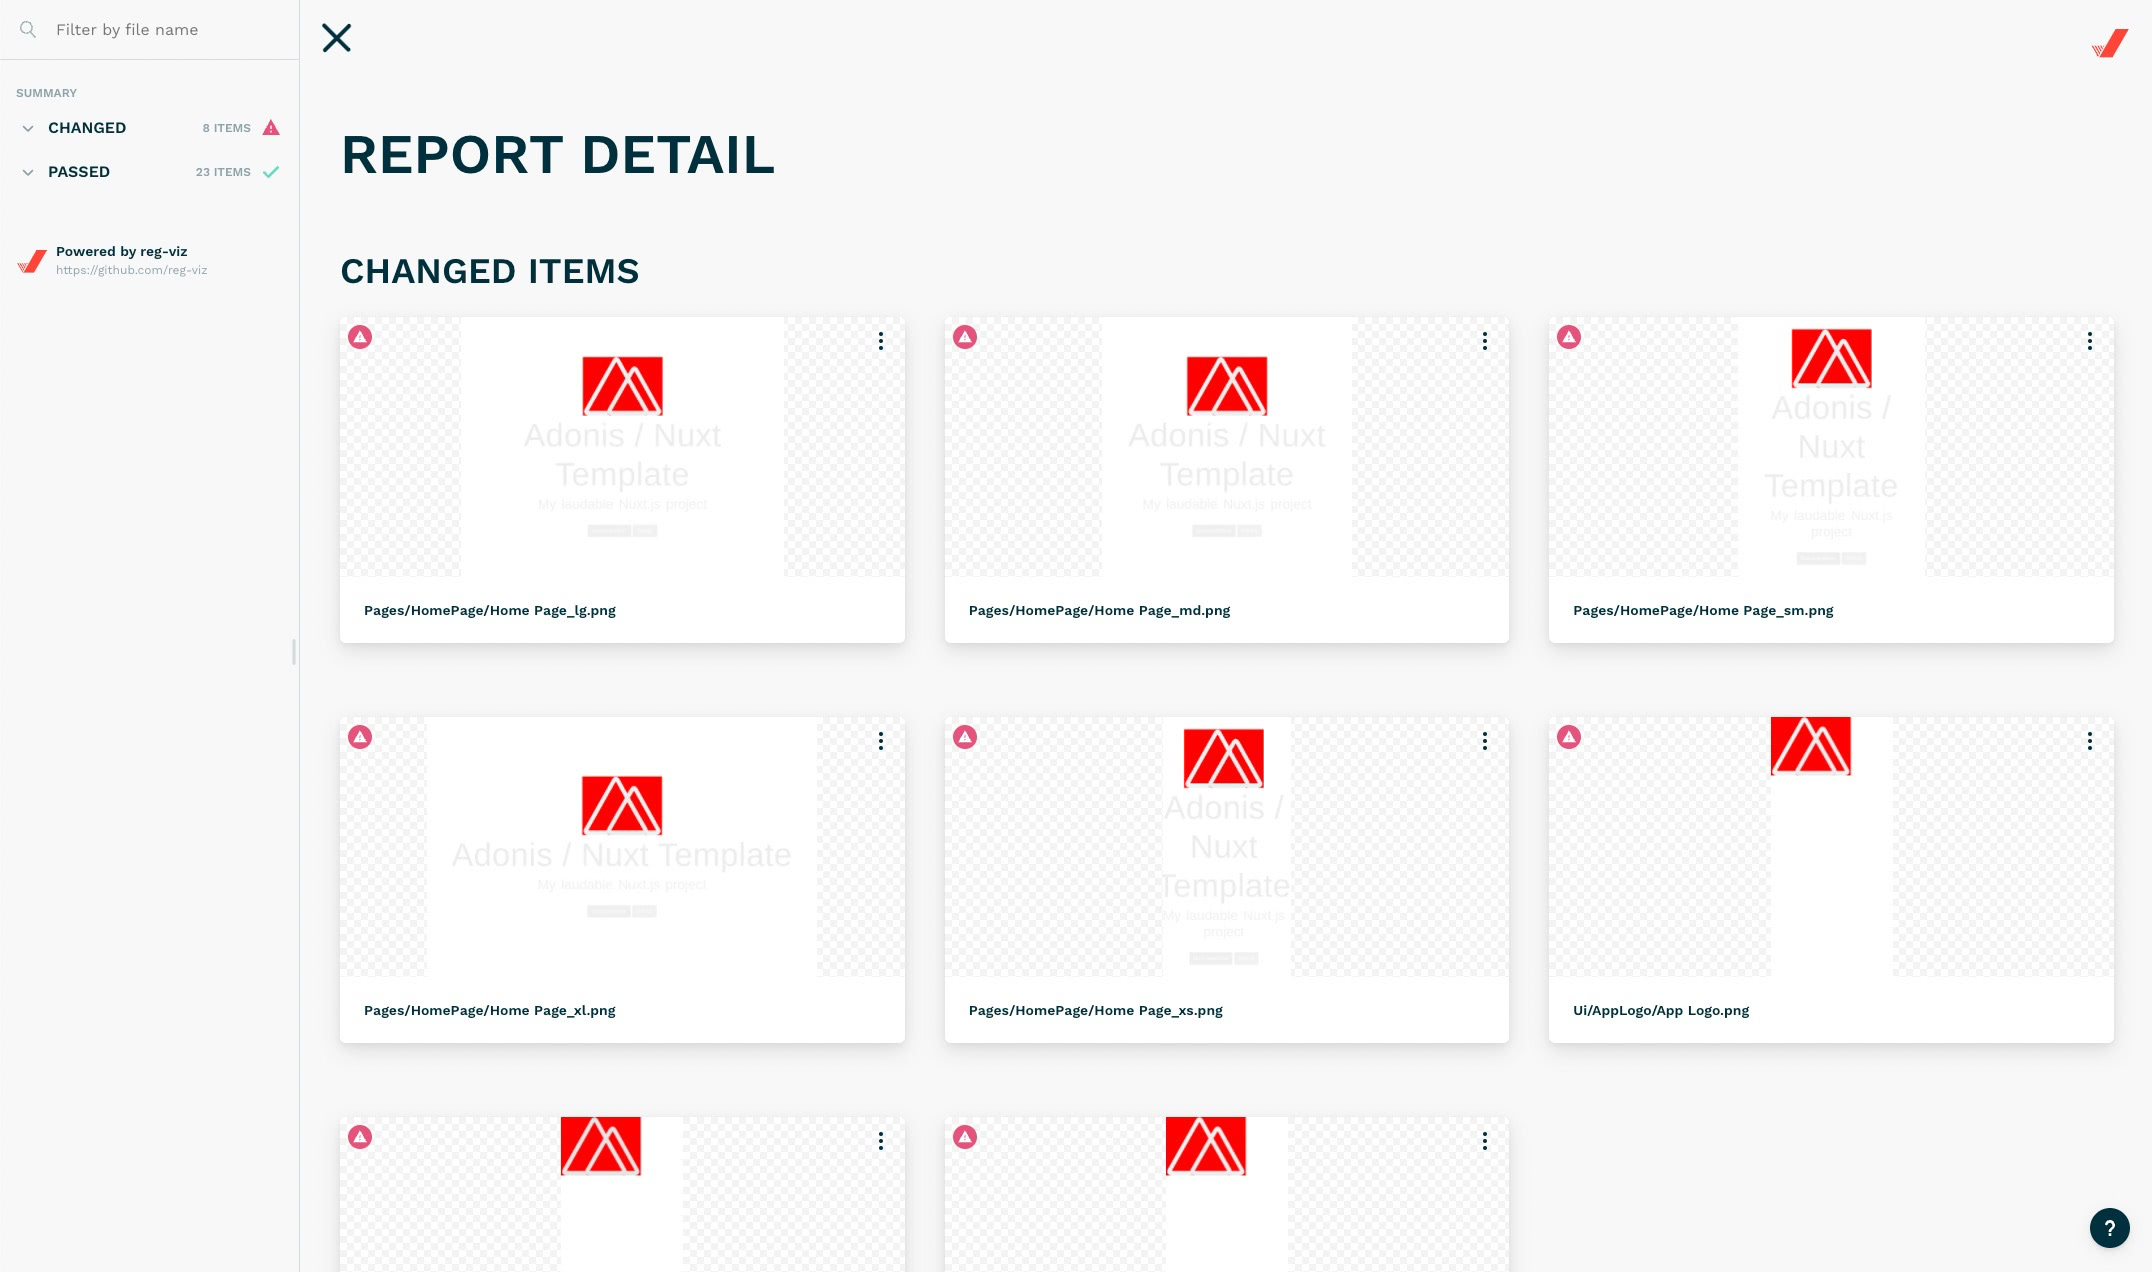 Filter by file name
SUMMARY
CHANGED 8 ITEMS
PASSED 23 ITEMS
Powered by reg-viz
https://github.com/reg-viz
REPORT DETAIL
CHANGED ITEMS
Adonis / Nuxt
Template
My laudable Nuxt.js project
Pages/HomePage/Home Page_lg.png
Adonis / Nuxt
Template
My laudable Nuxt.js project
Pages/HomePage/Home Page_md.png
Adonis /
Nuxt
Template
My laudable Nuxt.js
project
Pages/HomePage/Home Page_sm.png
Adonis / Nuxt Template
My laudable Nuxt.js project
Pages/HomePage/Home Page_xl.png
Adonis /
Nuxt
Template
My laudable Nuxt.js
project
Pages/HomePage/Home Page_xs.png
Ui/AppLogo/App Logo.png
?